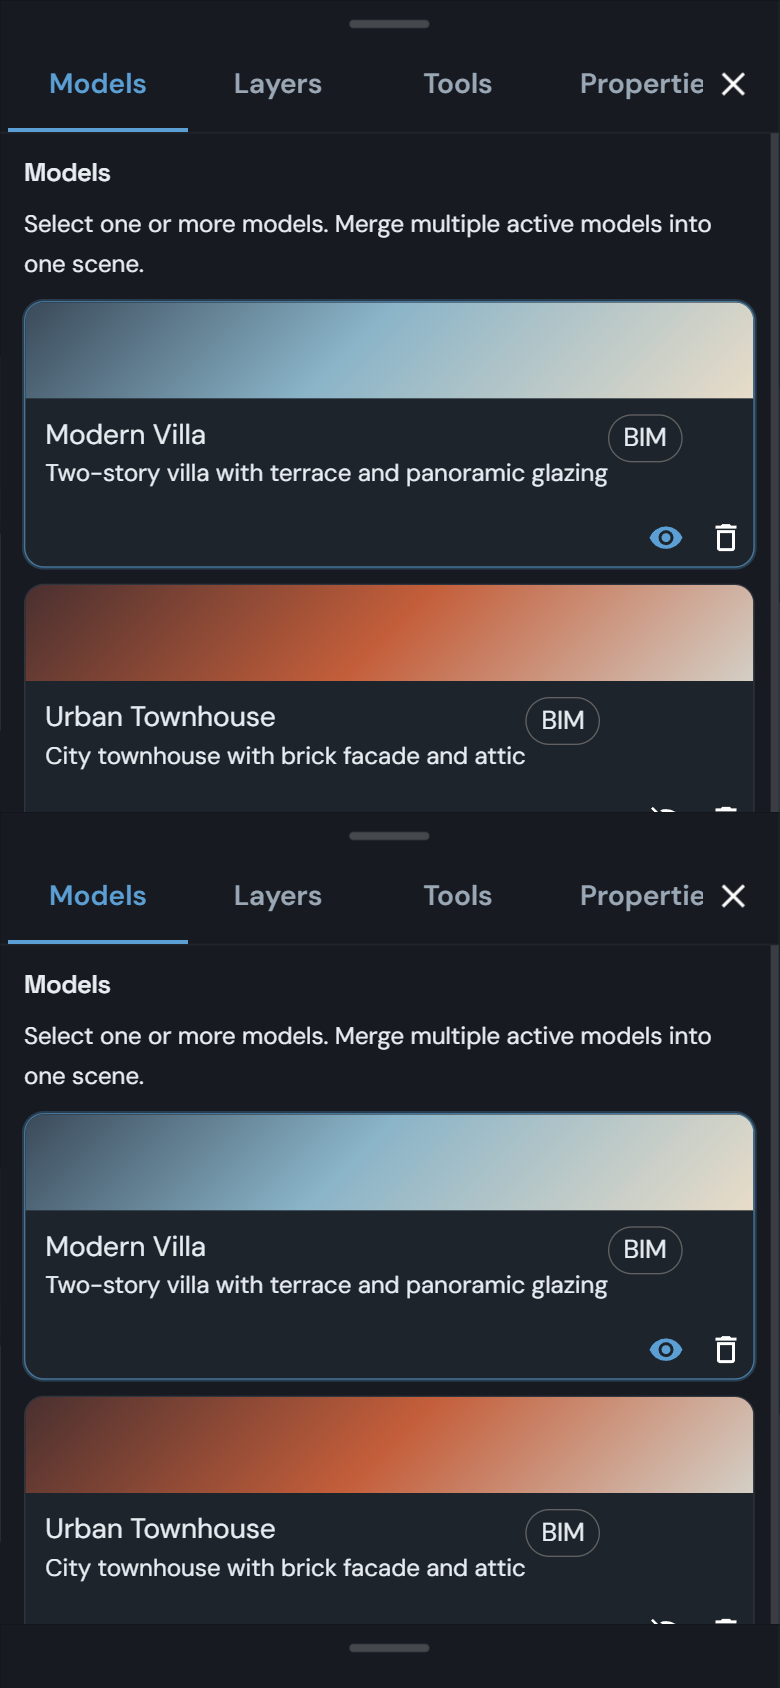 Models Layers Tools Propertie
Models
Select one or more models. Merge multiple active models into
one scene.
Modern Villa BIM
Two-story villa with terrace and panoramic glazing
Urban Townhouse BIM
City townhouse with brick facade and attic
Models Layers Tools Propertie
Models
Select one or more models. Merge multiple active models into
one scene.
Modern Villa BIM
Two-story villa with terrace and panoramic glazing
Urban Townhouse BIM
City townhouse with brick facade and attic